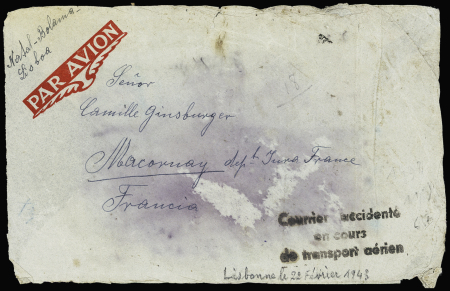 Natal-Bolama-
Lisboa
PAR AVION
Señor
Camille Ginsburger
Macornay dept Jura France
Francia
Courrier accidenté
en cours
de transport aérien
Lisbonne le 22 Février 1943